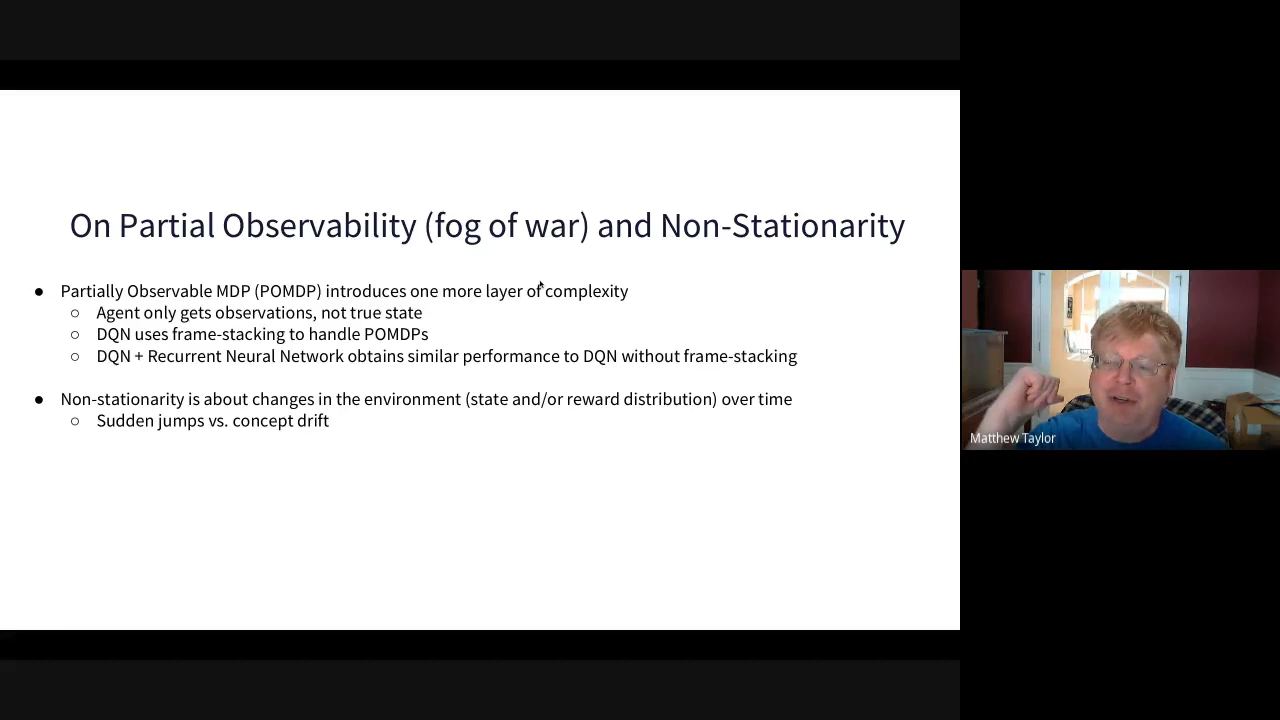 On Partial Observability (fog of war) and Non-Stationarity
● Partially Observable MDP (POMDP) introduces one more layer of complexity
○ Agent only gets observations, not true state
○ DQN uses frame-stacking to handle POMDPs
○ DQN + Recurrent Neural Network obtains similar performance to DQN without frame-stacking
● Non-stationarity is about changes in the environment (state and/or reward distribution) over time
○ Sudden jumps vs. concept drift
Matthew Taylor